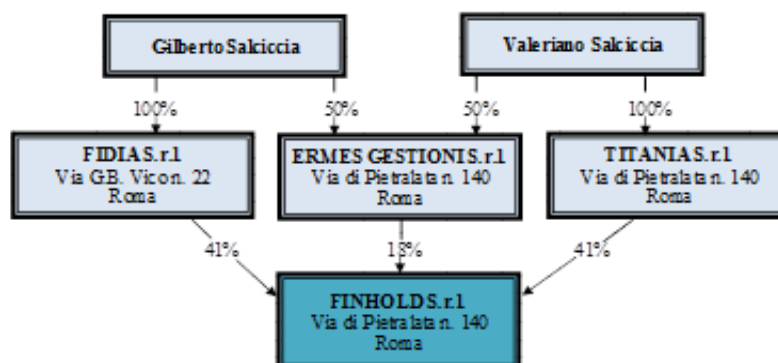 Gilberto Salciccia
Valeriano Salciccia
100%
50%
50%
100%
FIDIA S.r.l
Via G.B. Vico n. 22
Roma
ERMES GESTIONI S.r.l
Via di Pietralata n. 140
Roma
TITANIA S.r.l
Via di Pietralata n. 140
Roma
41%
18%
41%
FINHOLD S.r.l
Via di Pietralata n. 140
Roma